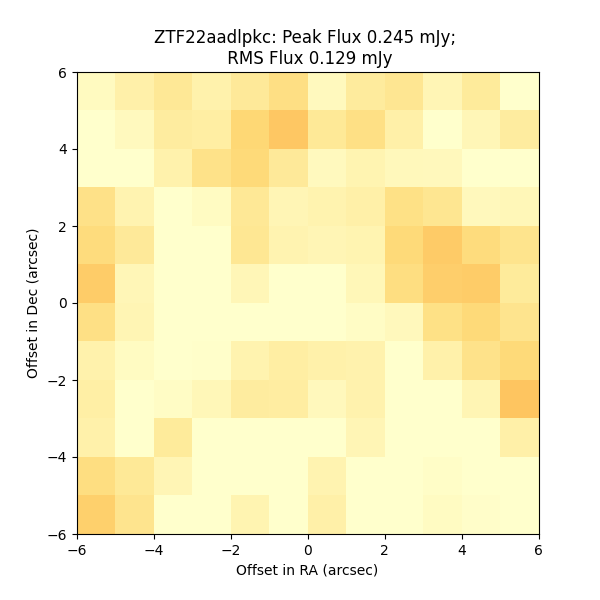 ZTF22aadlpkc: Peak Flux 0.245 mJy;
RMS Flux 0.129 mJy
6
4
2
0
−2
−4
−6
Offset in Dec (arcsec)
−6 −4 −2 0 2 4 6
Offset in RA (arcsec)